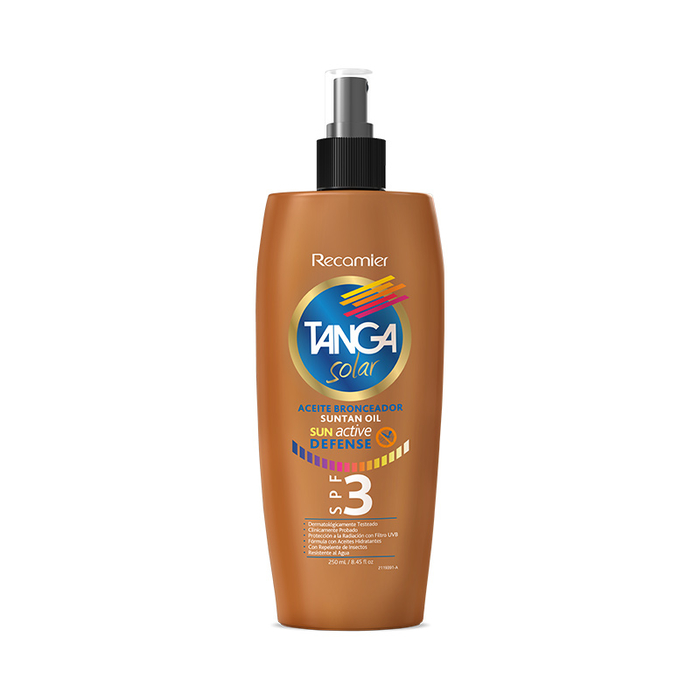 Recamier
TANGA
solar
ACEITE BRONCEADOR
SUNTAN OIL
SUN active
DEFENSE
SPF 3
• Dermatológicamente Testeado
• Clínicamente Probado
• Protección a la Radiación con Filtro UVB
• Fórmula con Aceites Hidratantes
• Con Repelente de Insectos
• Resistente al Agua
250 mL / 8.45 fl oz